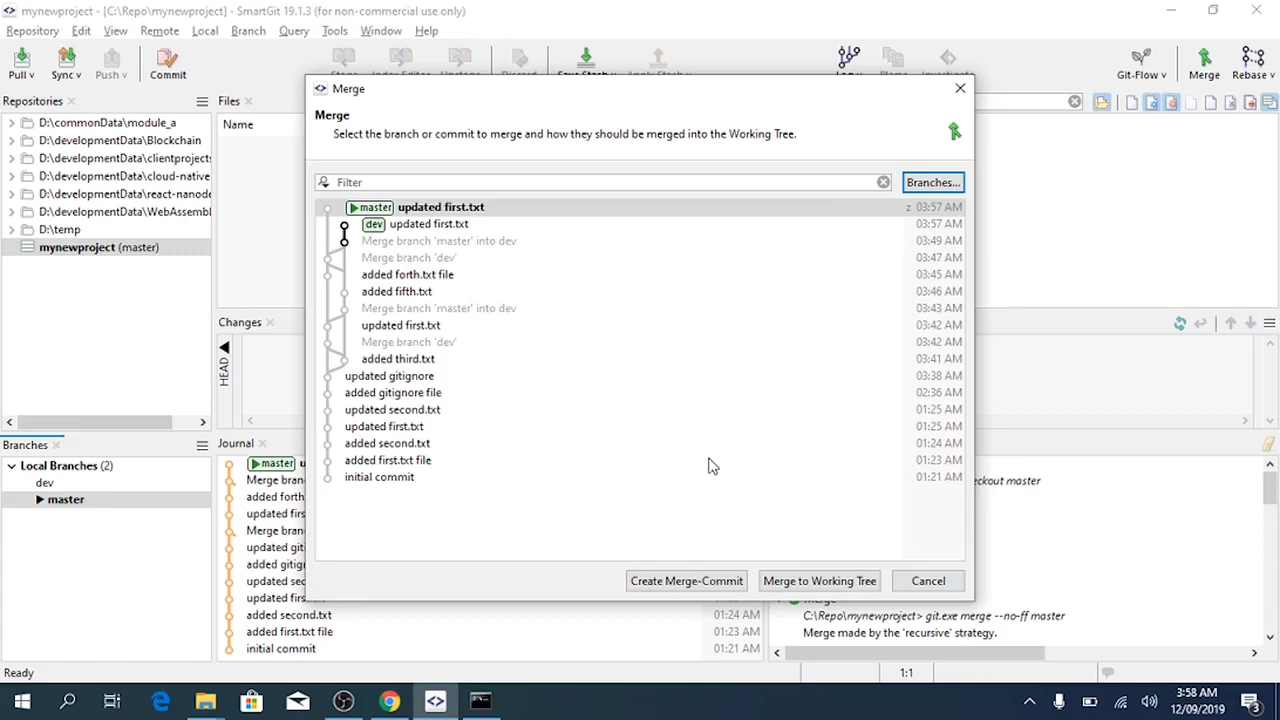 mynewproject - [C:\Repo\mynewproject] - SmartGit 19.1.3 (for non-commercial use only)
Repository Edit View Remote Local Branch Query Tools Window Help
Pull Sync Push Commit Git-Flow Merge Rebase
Repositories
D:\commonData\module_a
D:\developmentData\Blockchain
D:\developmentData\clientprojects
D:\developmentData\cloud-native
D:\developmentData\react-nanod
D:\developmentData\WebAssembl
D:\temp
mynewproject (master)
Files
Name
Merge
Merge
Select the branch or commit to merge and how they should be merged into the Working Tree.
Filter
Branches...
master updated first.txt z 03:57 AM
dev updated first.txt 03:57 AM
Merge branch 'master' into dev 03:49 AM
Merge branch 'dev' 03:47 AM
added forth.txt file 03:45 AM
added fifth.txt 03:46 AM
Merge branch 'master' into dev 03:43 AM
updated first.txt 03:42 AM
Merge branch 'dev' 03:42 AM
added third.txt 03:41 AM
updated gitignore 03:38 AM
added gitignore file 02:36 AM
updated second.txt 01:25 AM
updated first.txt 01:25 AM
added second.txt 01:24 AM
added first.txt file 01:23 AM
initial commit 01:21 AM
Create Merge-Commit Merge to Working Tree Cancel
Changes
HEAD
Branches
Local Branches (2)
dev
master
Journal
master u
Merge bran
added forth
updated firs
Merge bran
updated giti
added gitig
updated sec
updated firs
added second.txt 01:24 AM
added first.txt file 01:23 AM
initial commit 01:21 AM
checkout master
C:\Repo\mynewproject> git.exe merge --no-ff master
Merge made by the 'recursive' strategy.
Ready
1:1
3:58 AM
12/09/2019
3